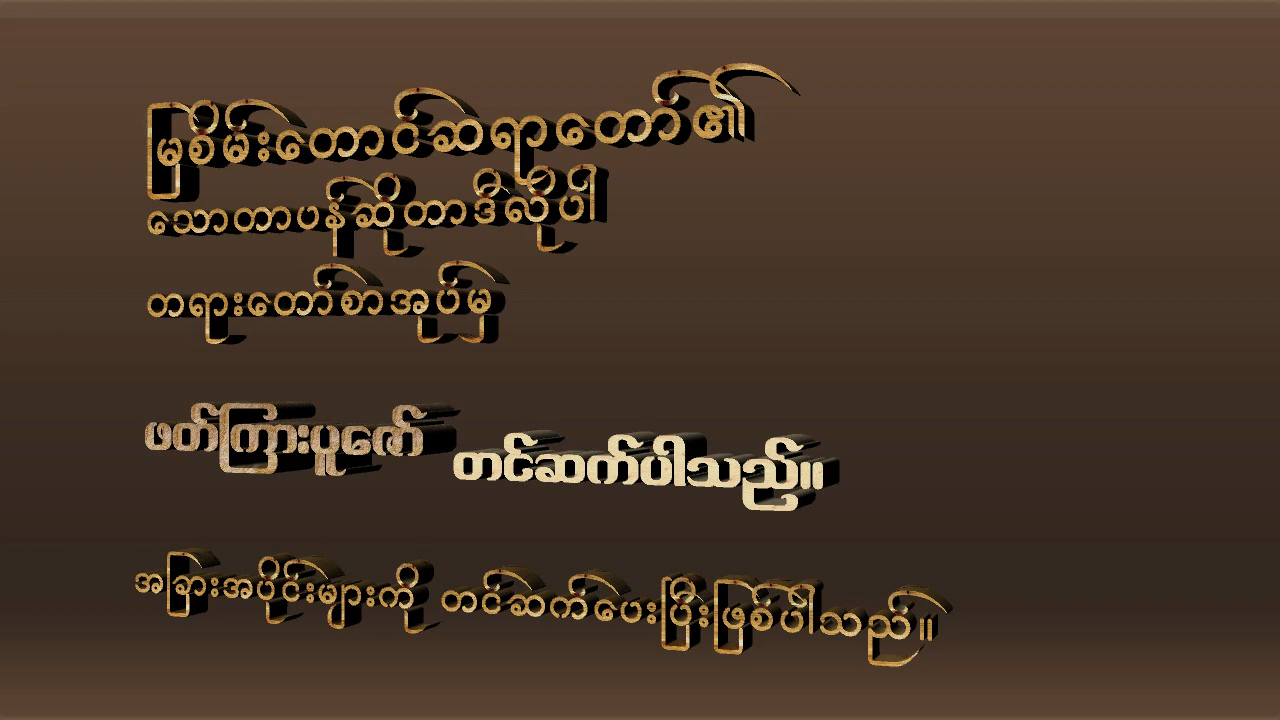 မြစိမ်းတောင်ဆရာတော်၏
သောတာပန်ဆိုတာဒီလိုပါ
တရားတော်စာအုပ်မှ
ဖတ်ကြားပူဇော် တင်ဆက်ပါသည်။
အခြားအပိုင်းများကို တင်ဆက်ပေးပြီးဖြစ်ပါသည်။